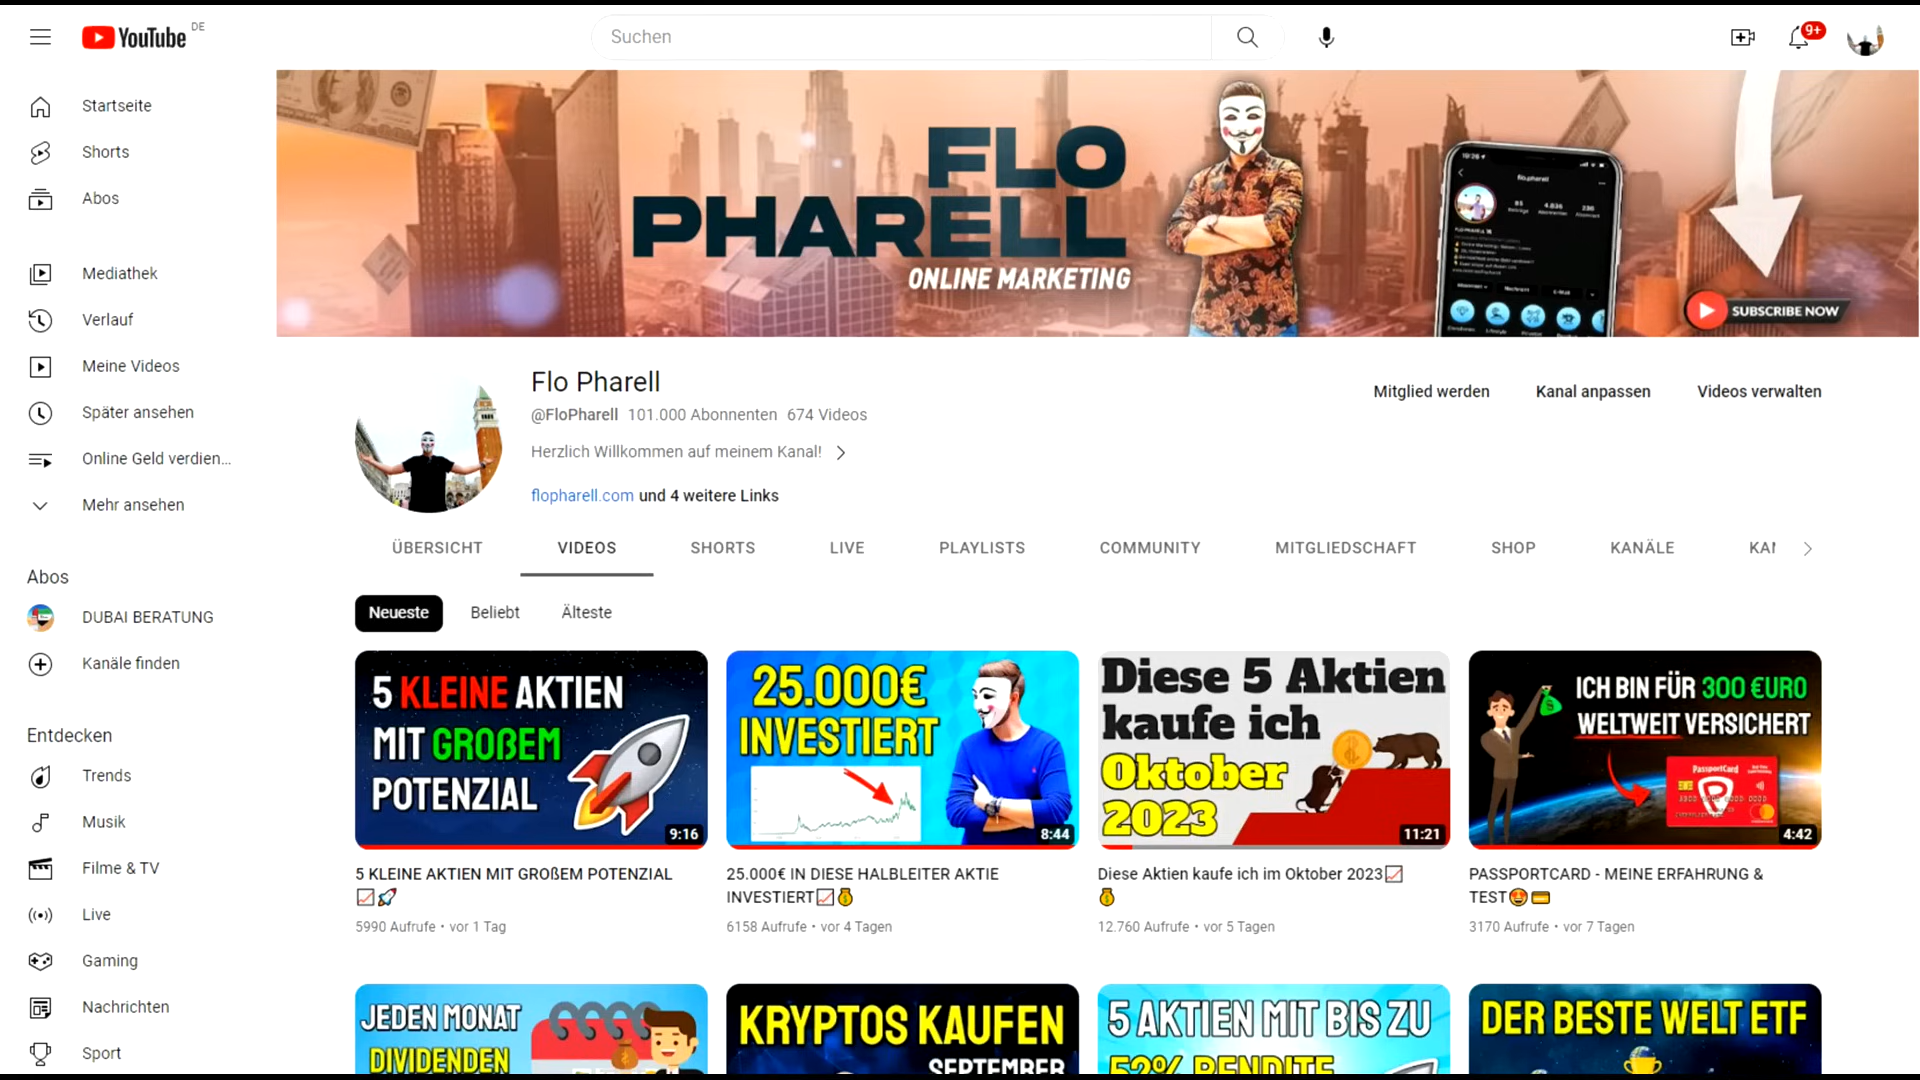 YouTube DE
Suchen
9+
Startseite
Shorts
Abos
Mediathek
Verlauf
Meine Videos
Später ansehen
Online Geld verdien...
Mehr ansehen
Abos
DUBAI BERATUNG
Kanäle finden
Entdecken
Trends
Musik
Filme & TV
Live
Gaming
Nachrichten
Sport
FLO
PHARELL
ONLINE MARKETING
19:26
flopharell
SUBSCRIBE NOW
Flo Pharell
@FloPharell 101.000 Abonnenten 674 Videos
Herzlich Willkommen auf meinem Kanal!
flopharell.com und 4 weitere Links
Mitglied werden
Kanal anpassen
Videos verwalten
ÜBERSICHT
VIDEOS
SHORTS
LIVE
PLAYLISTS
COMMUNITY
MITGLIEDSCHAFT
SHOP
KANÄLE
Neueste
Beliebt
Älteste
5 KLEINE AKTIEN
MIT GROßEM
POTENZIAL
9:16
5 KLEINE AKTIEN MIT GROßEM POTENZIAL
📈🚀
5990 Aufrufe • vor 1 Tag
25.000€
INVESTIERT
8:44
25.000€ IN DIESE HALBLEITER AKTIE
INVESTIERT📈💰
6158 Aufrufe • vor 4 Tagen
Diese 5 Aktien
kaufe ich
Oktober
2023
11:21
Diese Aktien kaufe ich im Oktober 2023📈
💰
12.760 Aufrufe • vor 5 Tagen
ICH BIN FÜR 300 €URO
WELTWEIT VERSICHERT
PassportCard
4:42
PASSPORTCARD - MEINE ERFAHRUNG &
TEST🤩💳
3170 Aufrufe • vor 7 Tagen
JEDEN MONAT
DIVIDENDEN
KRYPTOS KAUFEN
SEPTEMBER
5 AKTIEN MIT BIS ZU
52% RENDITE
DER BESTE WELT ETF